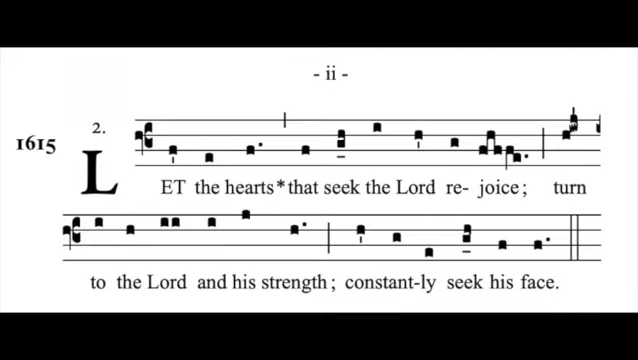 - ii -
2.
1615
LET the hearts * that seek the Lord re- joice ; turn
to the Lord and his strength ; constant-ly seek his face.